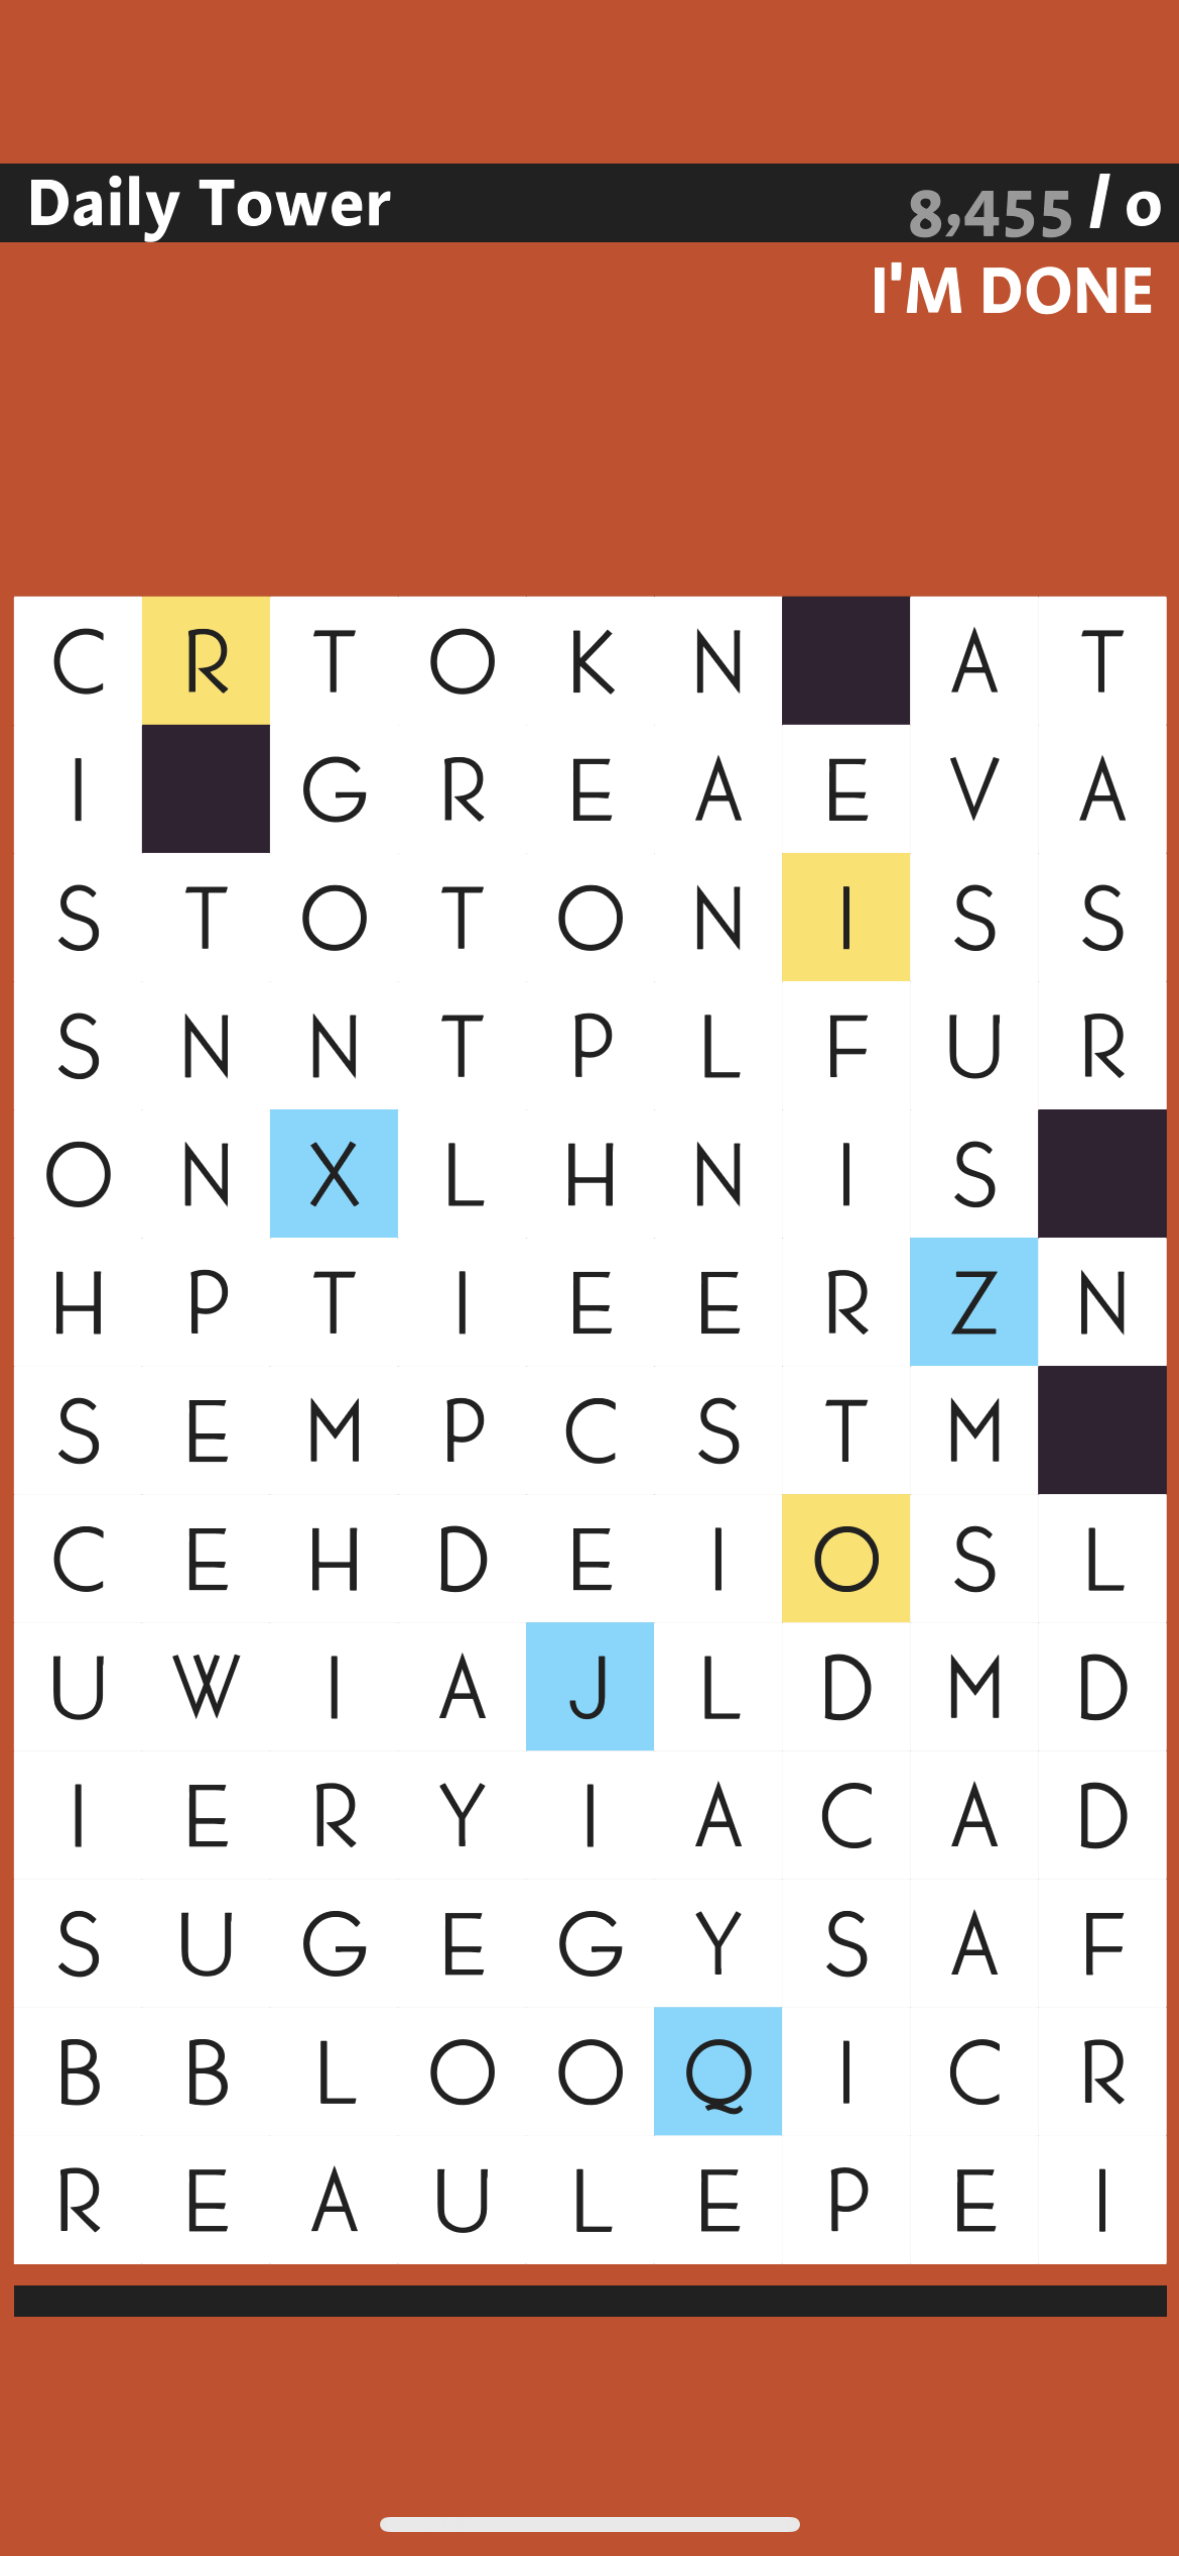 Daily Tower 8,455 / 0
I'M DONE
C R T O K N A T
I G R E A E V A
S T O T O N I S S
S N N T P L F U R
O N X L H N I S
H P T I E E R Z N
S E M P C S T M
C E H D E I O S L
U W I A J L D M D
I E R Y I A C A D
S U G E G Y S A F
B B L O O Q I C R
R E A U L E P E I